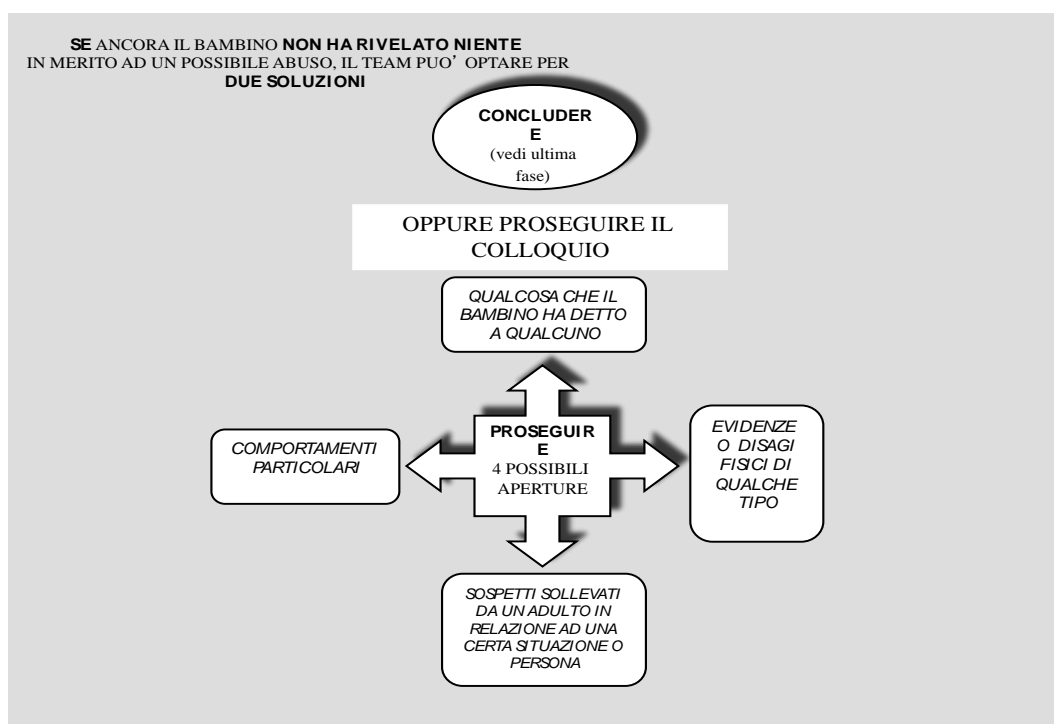 SE ANCORA IL BAMBINO NON HA RIVELATO NIENTE
IN MERITO AD UN POSSIBILE ABUSO, IL TEAM PUO' OPTARE PER
DUE SOLUZIONI
CONCLUDER
E
(vedi ultima
fase)
OPPURE PROSEGUIRE IL
COLLOQUIO
QUALCOSA CHE IL
BAMBINO HA DETTO
A QUALCUNO
COMPORTAMENTI
PARTICOLARI
PROSEGUIR
E
4 POSSIBILI
APERTURE
EVIDENZE
O DISAGI
FISICI DI
QUALCHE
TIPO
SOSPETTI SOLLEVATI
DA UN ADULTO IN
RELAZIONE AD UNA
CERTA SITUAZIONE O
PERSONA